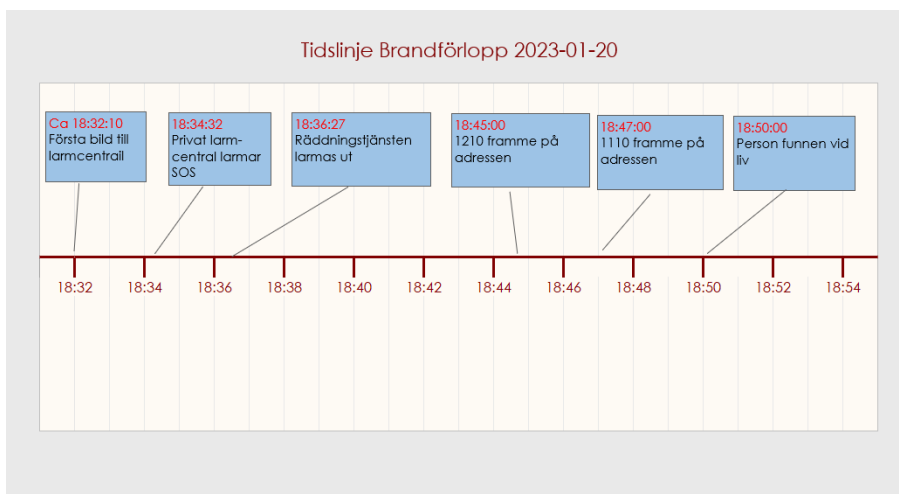 Tidslinje Brandförlopp 2023-01-20
Ca 18:32:10
Första bild till
larmcentrall
18:34:32
Privat larm-
central larmar
SOS
18:36:27
Räddningstjänsten
larmas ut
18:45:00
1210 framme på
adressen
18:47:00
1110 framme på
adressen
18:50:00
Person funnen vid
liv
18:32 18:34 18:36 18:38 18:40 18:42 18:44 18:46 18:48 18:50 18:52 18:54